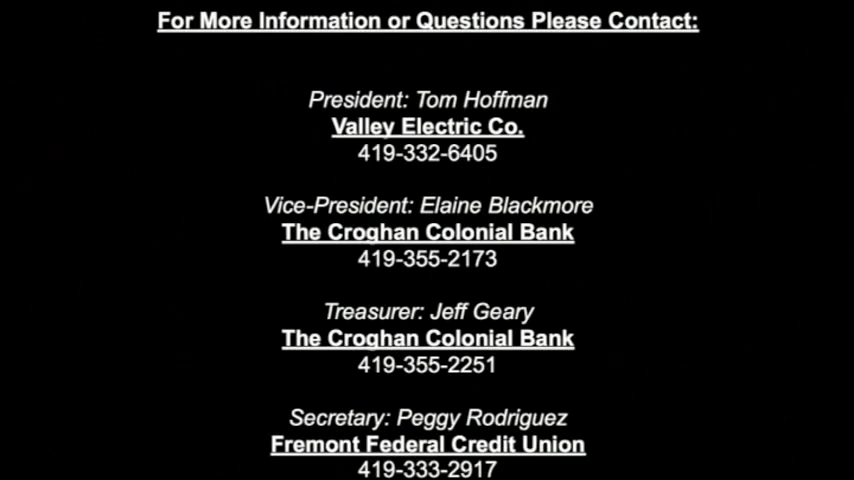 For More Information or Questions Please Contact:
President: Tom Hoffman
Valley Electric Co.
419-332-6405
Vice-President: Elaine Blackmore
The Croghan Colonial Bank
419-355-2173
Treasurer: Jeff Geary
The Croghan Colonial Bank
419-355-2251
Secretary: Peggy Rodriguez
Fremont Federal Credit Union
419-333-2917